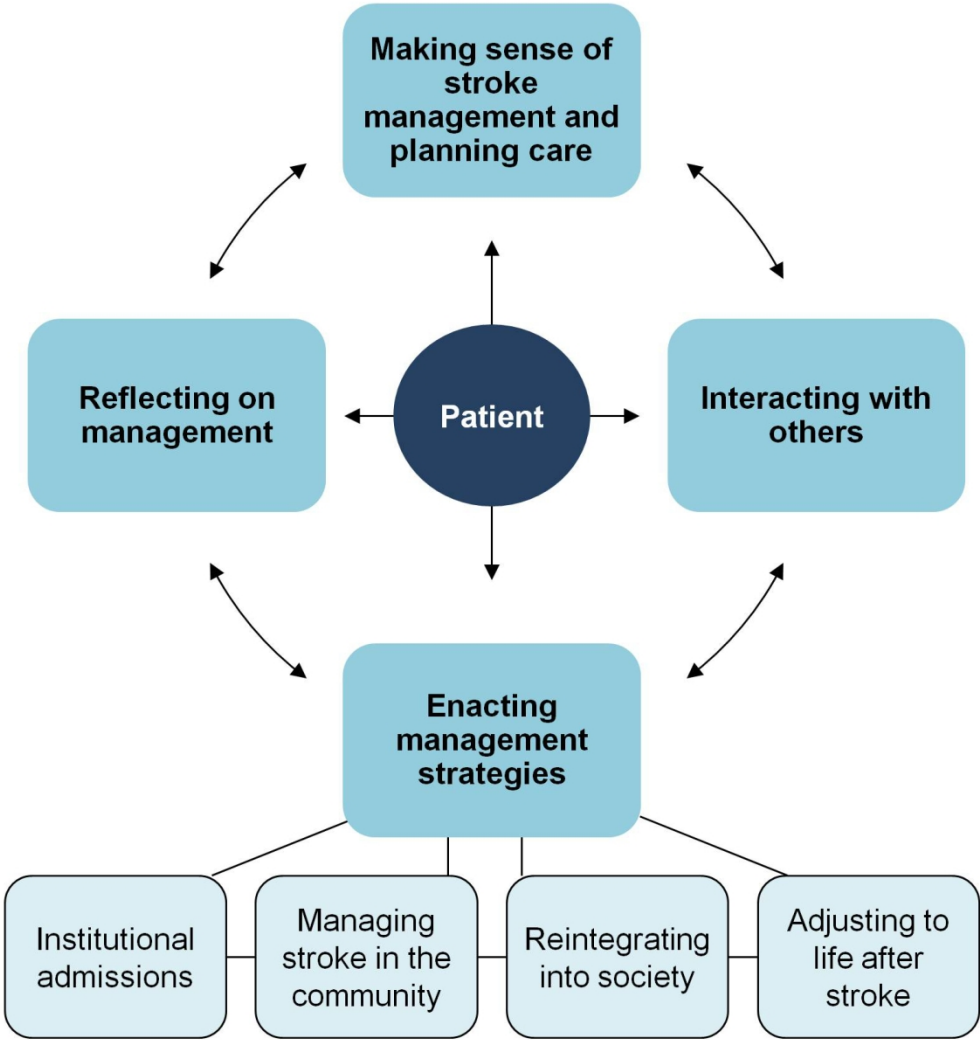 Making sense of
stroke
management and
planning care
Reflecting on
management
Patient
Interacting with
others
Enacting
management
strategies
Institutional
admissions
Managing
stroke in the
community
Reintegrating
into society
Adjusting to
life after
stroke